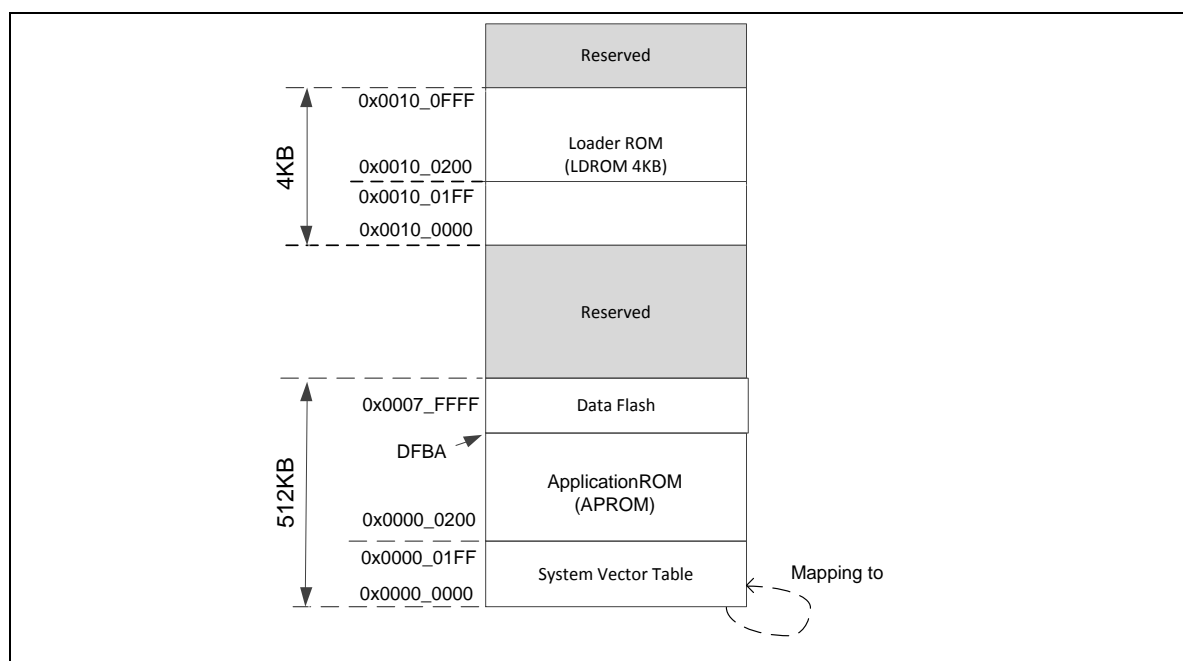 Reserved
0x0010_0FFF
Loader ROM
(LDROM 4KB)
4KB
0x0010_0200
0x0010_01FF
0x0010_0000
Reserved
0x0007_FFFF
Data Flash
DFBA
ApplicationROM
(APROM)
512KB
0x0000_0200
0x0000_01FF
System Vector Table
Mapping to
0x0000_0000